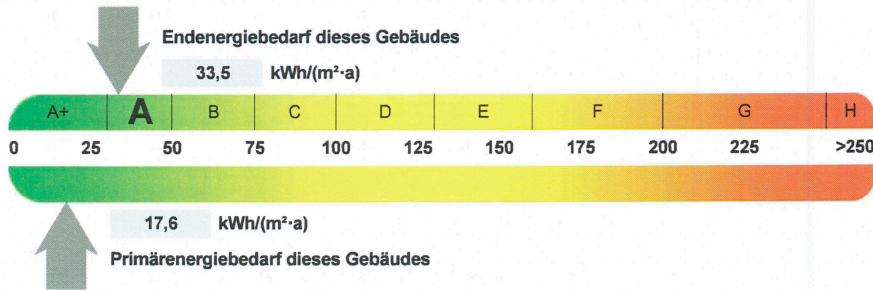 Endenergiebedarf dieses Gebäudes
33,5 kWh/(m²·a)
A+ A B C D E F G H
0 25 50 75 100 125 150 175 200 225 >250
17,6 kWh/(m²·a)
Primärenergiebedarf dieses Gebäudes